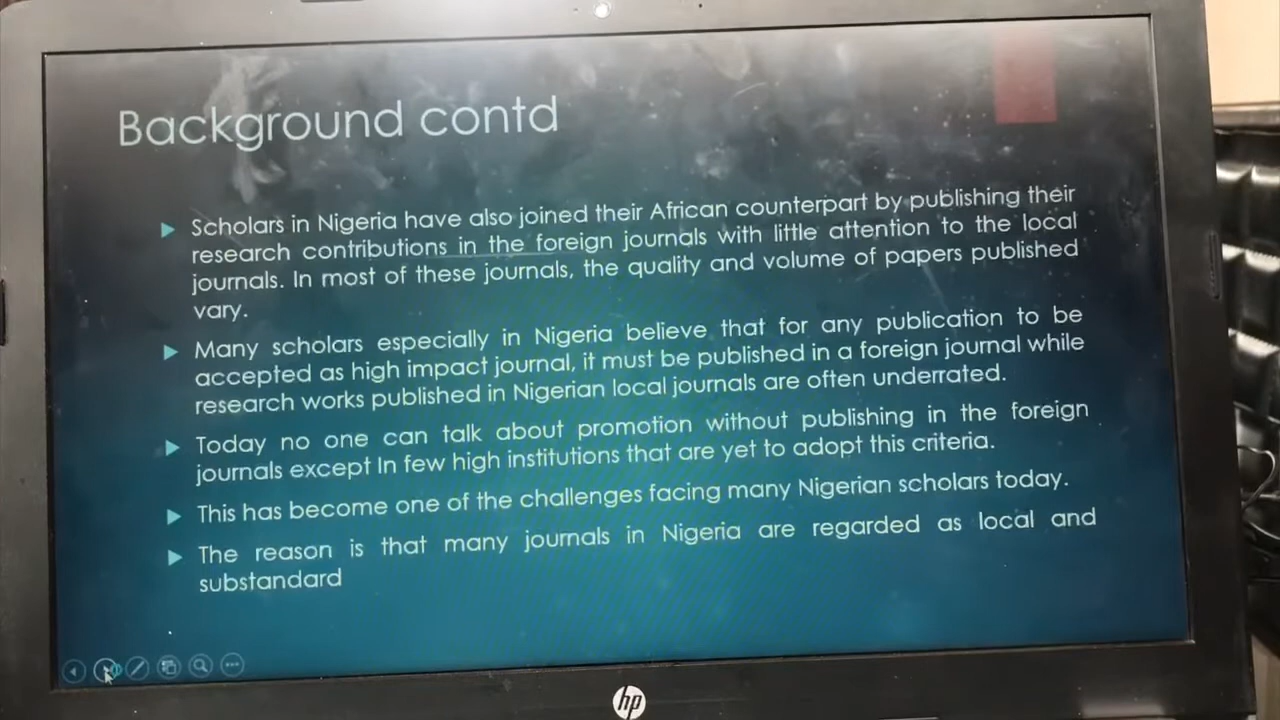 Background contd
Scholars in Nigeria have also joined their African counterpart by publishing their
research contributions in the foreign journals with little attention to the local
journals. In most of these journals, the quality and volume of papers published
vary.
Many scholars especially in Nigeria believe that for any publication to be
accepted as high impact journal, it must be published in a foreign journal while
research works published in Nigerian local journals are often underrated.
Today no one can talk about promotion without publishing in the foreign
journals except In few high institutions that are yet to adopt this criteria.
This has become one of the challenges facing many Nigerian scholars today.
The reason is that many journals in Nigeria are regarded as local and
substandard
hp